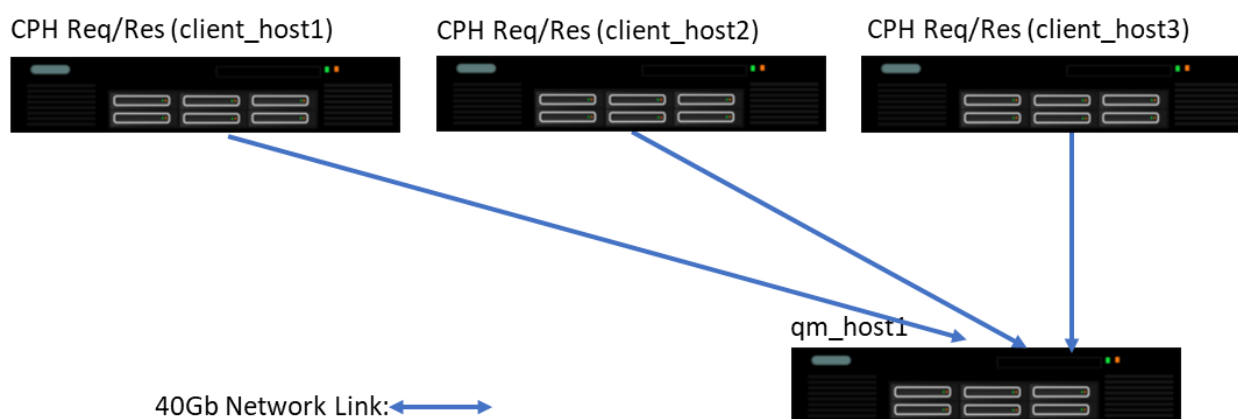 CPH Req/Res (client_host1)
CPH Req/Res (client_host2)
CPH Req/Res (client_host3)
qm_host1
40Gb Network Link: